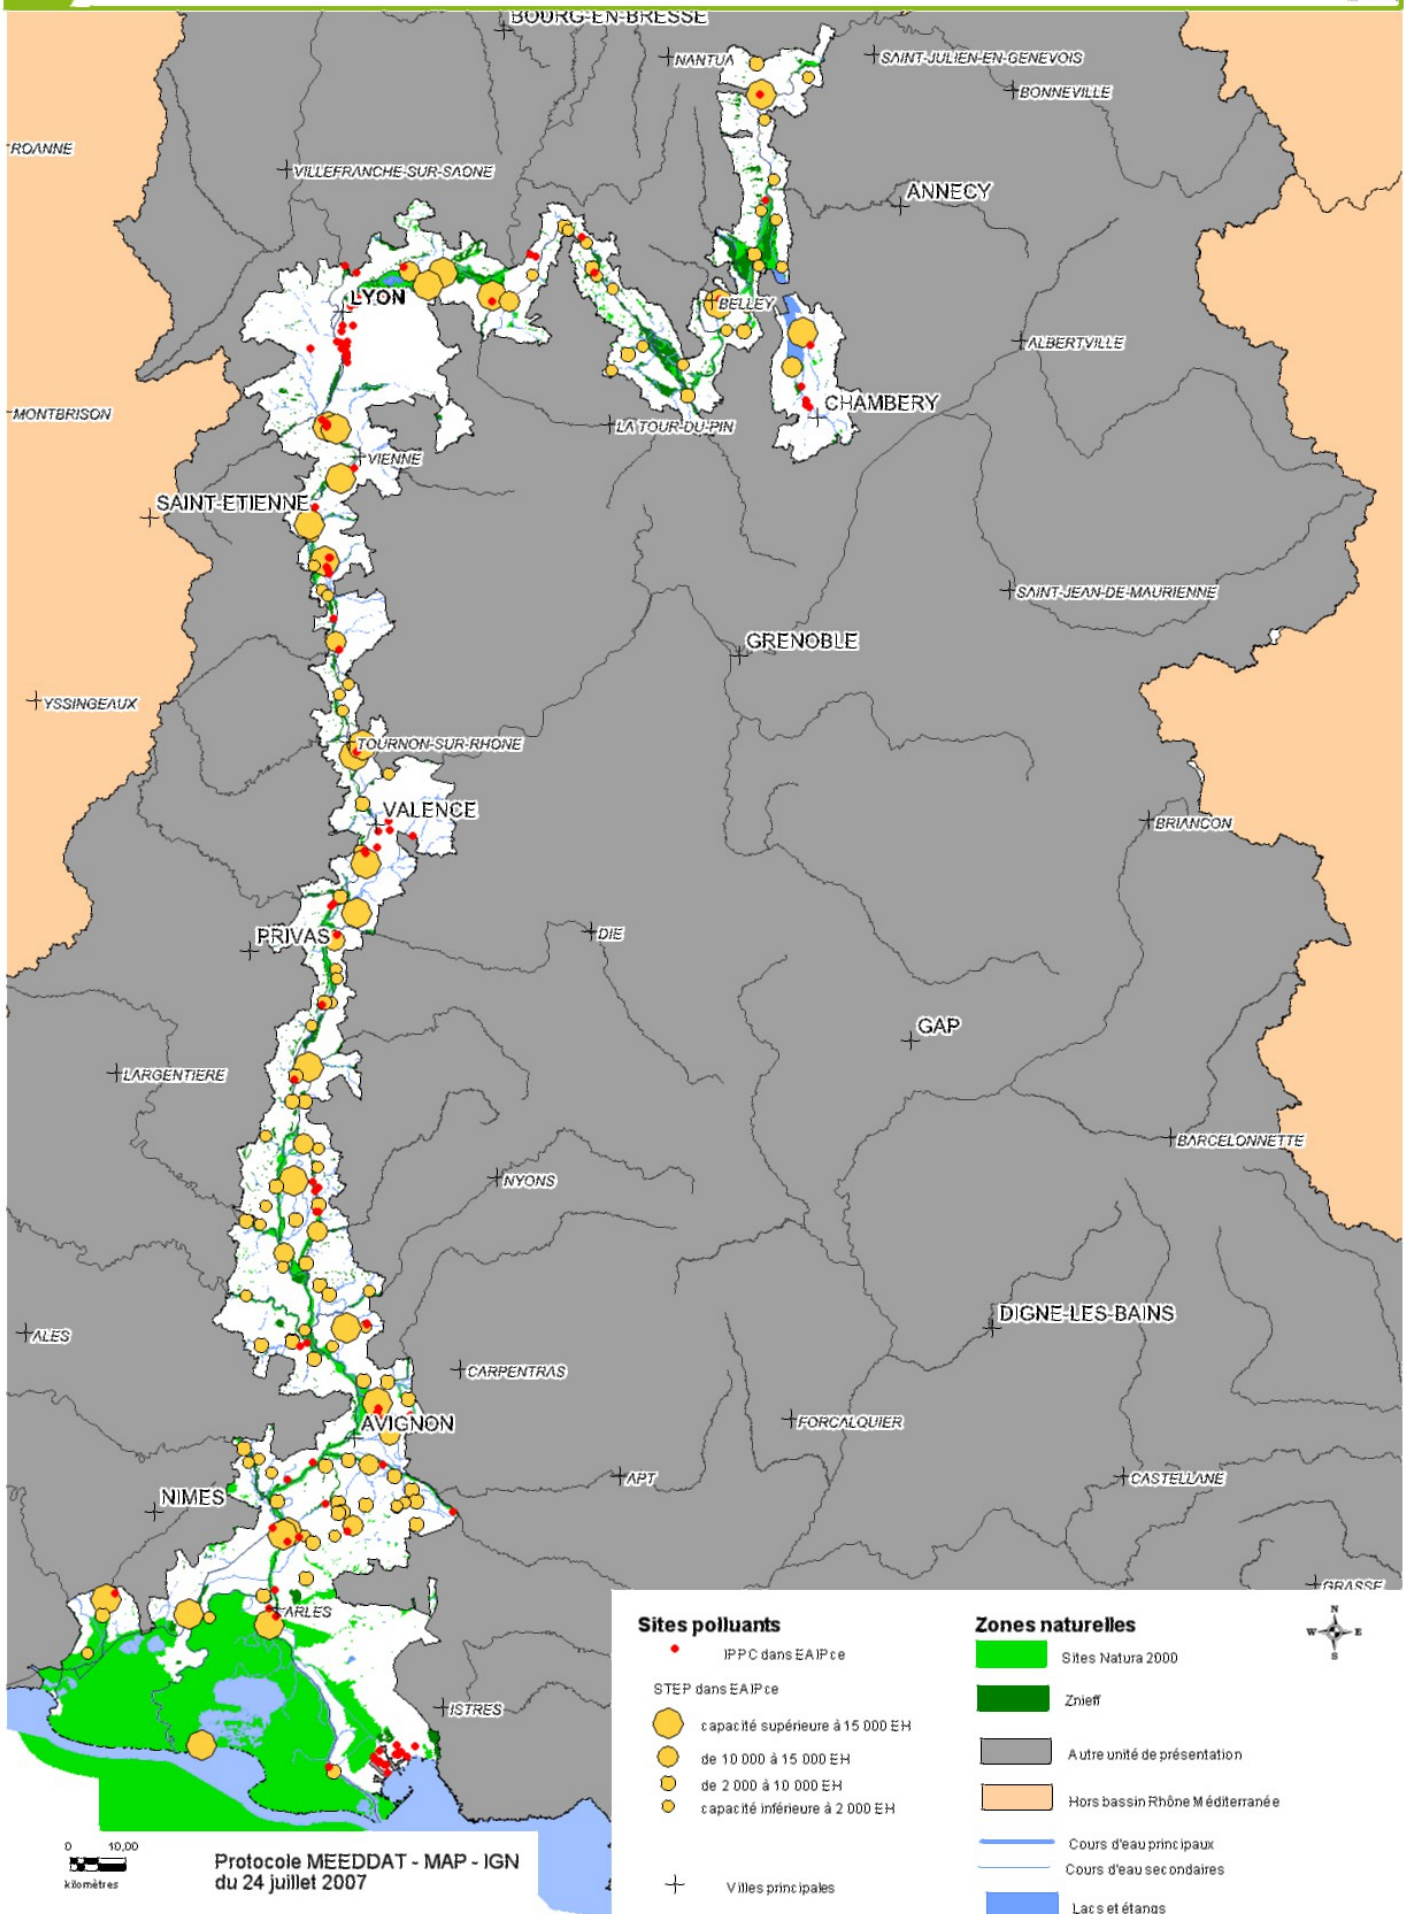 BOURG-EN-BRESSE
NANTUA
SAINT-JULIEN-EN-GENEVOIS
BONNEVILLE
ROANNE
VILLEFRANCHE-SUR-SAONE
ANNECY
LYON
BELLEY
ALBERTVILLE
MONTBRISON
CHAMBERY
LA TOUR-DU-PIN
VIENNE
SAINT-ETIENNE
SAINT-JEAN-DE-MAURIENNE
GRENOBLE
YSSINGEAUX
TOURNON-SUR-RHONE
VALENCE
BRIANCON
PRIVAS
DIE
GAP
LARGENTIERE
BARCELONNETTE
NYONS
DIGNE-LES-BAINS
ALES
CARPENTRAS
AVIGNON
FORCALQUIER
APT
CASTELLANE
NIMES
GRASSE
ARLES
ISTRES
Sites polluants
IPPC dans EAIPce
STEP dans EAIPce
capacité supérieure à 15 000 EH
de 10 000 à 15 000 EH
de 2 000 à 10 000 EH
capacité inférieure à 2 000 EH
Villes principales
Zones naturelles
N
W E
S
Sites Natura 2000
Znieff
Autre unité de présentation
Hors bassin Rhône Méditerranée
Cours d'eau principaux
Cours d'eau secondaires
Lacs et étangs
0 10,00
kilomètres
Protocole MEEDDAT - MAP - IGN
du 24 juillet 2007